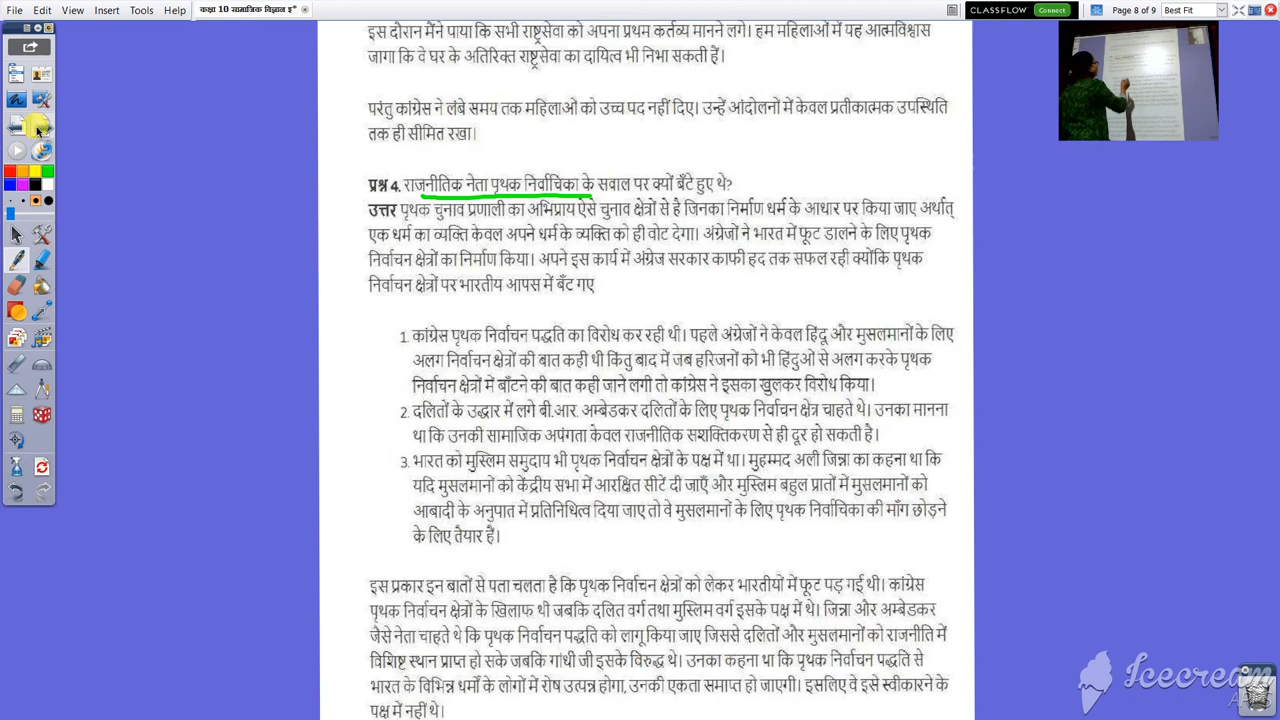 File Edit View Insert Tools Help कक्षा 10 सामाजिक विज्ञान इ* CLASSFLOW Connect Page 8 of 9 Best Fit
इस दौरान मैंने पाया कि सभी राष्ट्रसेवा को अपना प्रथम कर्तव्य मानने लगे। हम महिलाओं में यह आत्मविश्वास
जागा कि वे घर के अतिरिक्त राष्ट्रसेवा का दायित्व भी निभा सकती हैं।
परंतु कांग्रेस ने लंबे समय तक महिलाओं को उच्च पद नहीं दिए। उन्हें आंदोलनों में केवल प्रतीकात्मक उपस्थिति
तक ही सीमित रखा।
प्रश्न 4. राजनीतिक नेता पृथक निर्वाचिका के सवाल पर क्यों बँटे हुए थे?
उत्तर पृथक चुनाव प्रणाली का अभिप्राय ऐसे चुनाव क्षेत्रों से है जिनका निर्माण धर्म के आधार पर किया जाए अर्थात्
एक धर्म का व्यक्ति केवल अपने धर्म के व्यक्ति को ही वोट देगा। अंग्रेजों ने भारत में फूट डालने के लिए पृथक
निर्वाचन क्षेत्रों का निर्माण किया। अपने इस कार्य में अंग्रेज सरकार काफी हद तक सफल रही क्योंकि पृथक
निर्वाचन क्षेत्रों पर भारतीय आपस में बँट गए
1. कांग्रेस पृथक निर्वाचन पद्धति का विरोध कर रही थी। पहले अंग्रेजों ने केवल हिंदू और मुसलमानों के लिए
अलग निर्वाचन क्षेत्रों की बात कही थी किंतु बाद में जब हरिजनों को भी हिंदुओं से अलग करके पृथक
निर्वाचन क्षेत्रों में बाँटने की बात कही जाने लगी तो कांग्रेस ने इसका खुलकर विरोध किया।
2. दलितों के उद्धार में लगे बी.आर. अम्बेडकर दलितों के लिए पृथक निर्वाचन क्षेत्र चाहते थे। उनका मानना
था कि उनकी सामाजिक अपंगता केवल राजनीतिक सशक्तिकरण से ही दूर हो सकती है।
3. भारत को मुस्लिम समुदाय भी पृथक निर्वाचन क्षेत्रों के पक्ष में था। मुहम्मद अली जिन्ना का कहना था कि
यदि मुसलमानों को केंद्रीय सभा में आरक्षित सीटें दी जाएँ और मुस्लिम बहुल प्रातों में मुसलमानों को
आबादी के अनुपात में प्रतिनिधित्व दिया जाए तो वे मुसलमानों के लिए पृथक निर्वाचिका की माँग छोड़ने
के लिए तैयार हैं।
इस प्रकार इन बातों से पता चलता है कि पृथक निर्वाचन क्षेत्रों को लेकर भारतीयों में फूट पड़ गई थी। कांग्रेस
पृथक निर्वाचन क्षेत्रों के खिलाफ थी जबकि दलित वर्ग तथा मुस्लिम वर्ग इसके पक्ष में थे। जिन्ना और अम्बेडकर
जैसे नेता चाहते थे कि पृथक निर्वाचन पद्धति को लागू किया जाए जिससे दलितों और मुसलमानों को राजनीति में
विशिष्ट स्थान प्राप्त हो सके जबकि गांधी जी इसके विरुद्ध थे। उनका कहना था कि पृथक निर्वाचन पद्धति से
भारत के विभिन्न धर्मों के लोगों में रोष उत्पन्न होगा, उनकी एकता समाप्त हो जाएगी। इसलिए वे इसे स्वीकारने के
पक्ष में नहीं थे।
Icecream